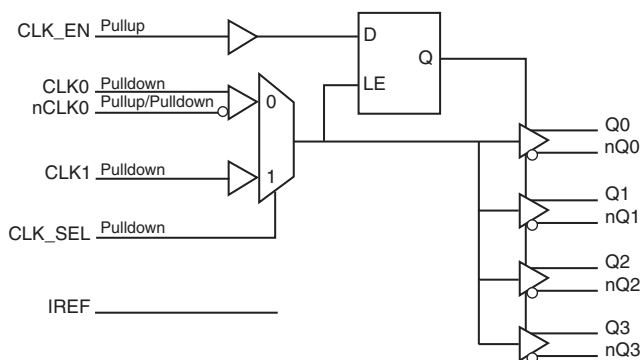 CLK_EN Pullup
D
Q
LE
CLK0 Pulldown
nCLK0 Pullup/Pulldown
0
CLK1 Pulldown
1
CLK_SEL Pulldown
IREF
Q0
nQ0
Q1
nQ1
Q2
nQ2
Q3
nQ3